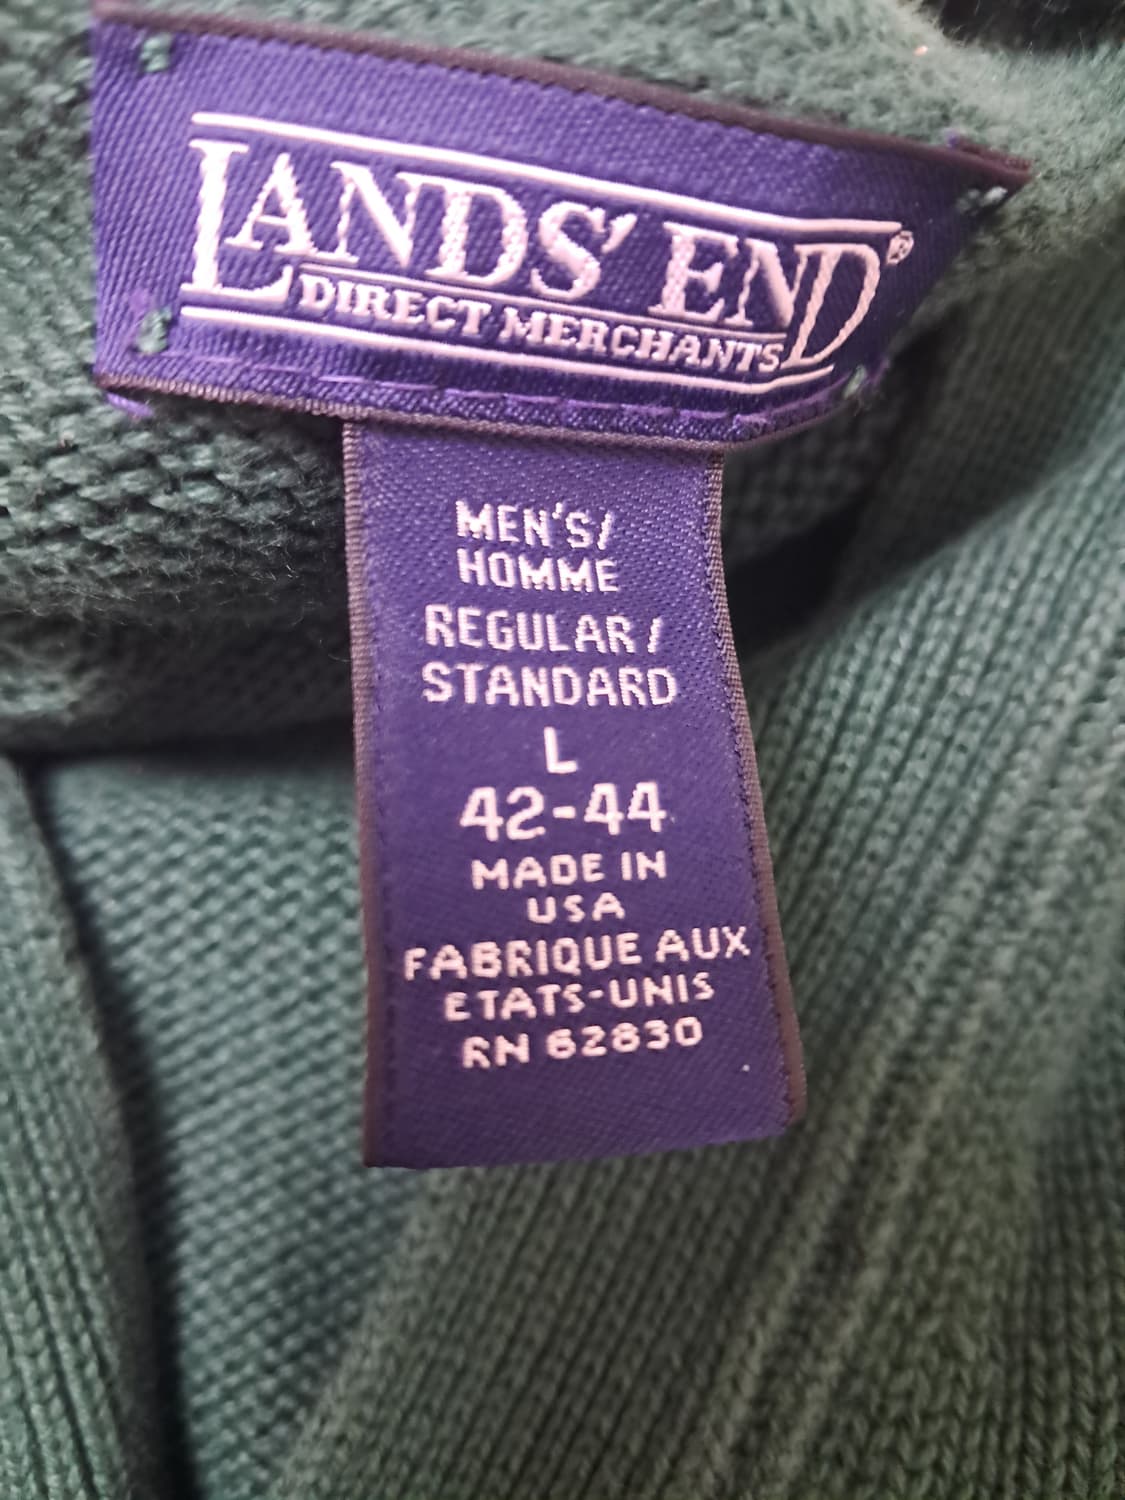 LANDS' END®
DIRECT MERCHANTS
MEN'S/
HOMME
REGULAR/
STANDARD
L
42-44
MADE IN
USA
FABRIQUE AUX
ETATS-UNIS
RN 62830